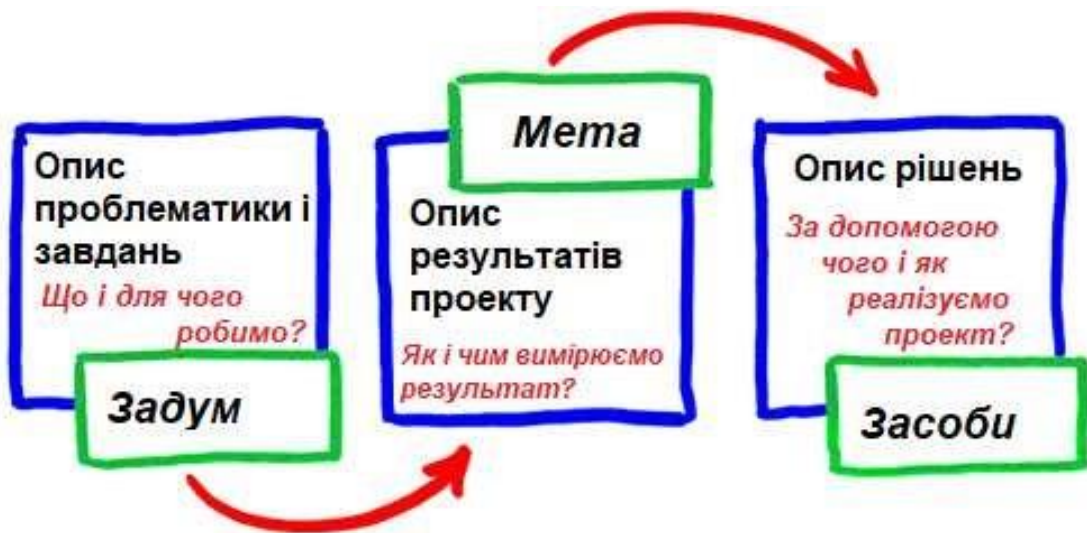 Опис
проблематики і
завдань
Що і для чого
робимо?
Задум
Мета
Опис
результатів
проекту
Як і чим вимірюємо
результат?
Опис рішень
За допомогою
чого і як
реалізуємо
проект?
Засоби